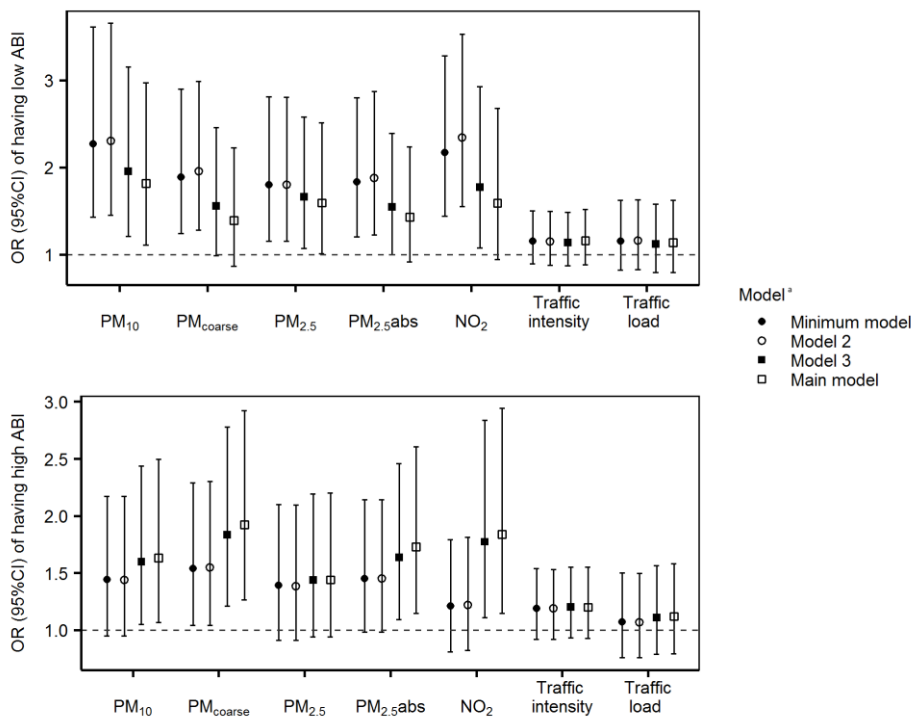 OR (95%CI) of having low ABI
3
2
1
PM10 PMcoarse PM2.5 PM2.5abs NO2 Traffic intensity Traffic load
Model a
Minimum model
Model 2
Model 3
Main model
OR (95%CI) of having high ABI
3.0
2.5
2.0
1.5
1.0
PM10 PMcoarse PM2.5 PM2.5abs NO2 Traffic intensity Traffic load